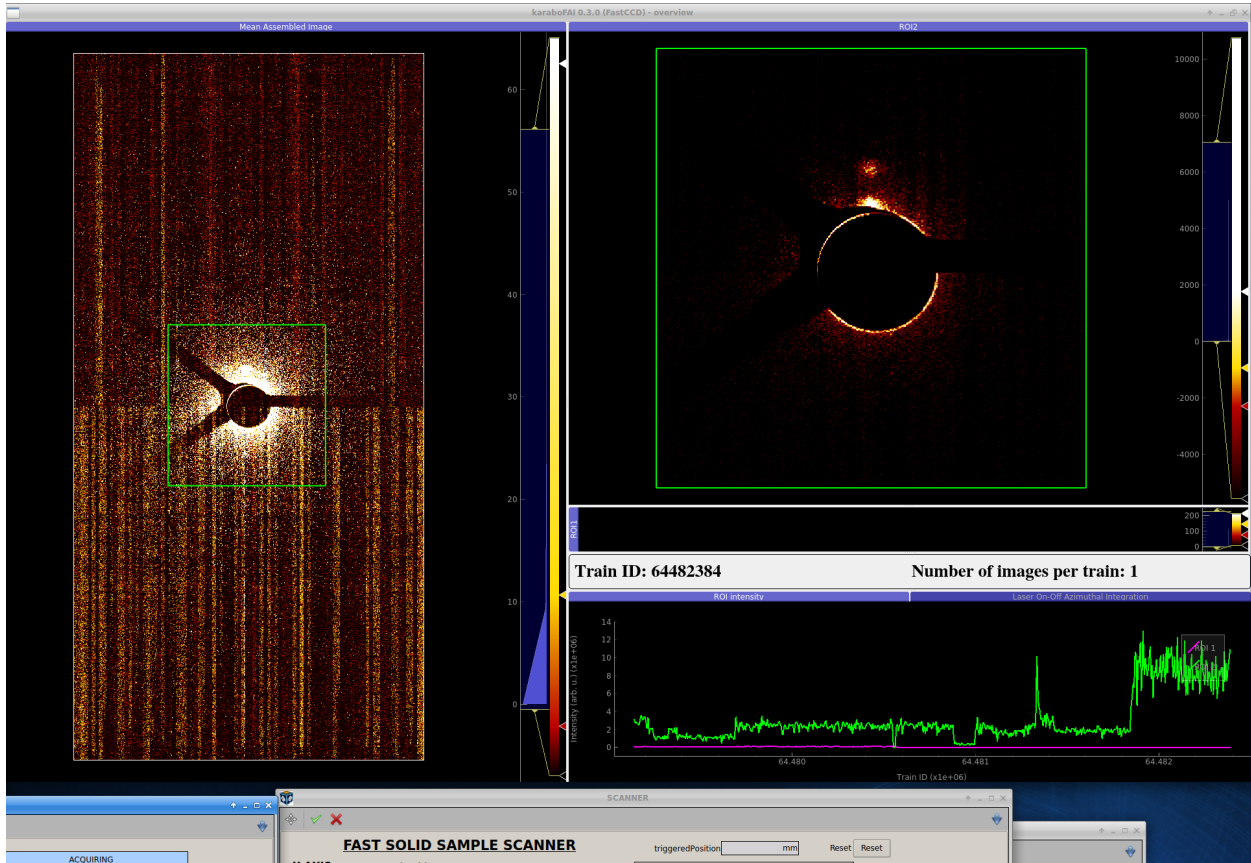 karaboFAI 0.3.0 (FastCCD) - overview
Mean Assembled Image
ROI2
60
50
40
30
20
10
0
10000
8000
6000
4000
2000
0
-2000
-4000
ROI1
200
100
0
Train ID: 64482384
Number of images per train: 1
ROI intensity
Laser On-Off Azimuthal Integration
Intensity (arb. u.) (x1e+06)
14
12
10
8
6
4
2
0
ROI 1
64.480
64.481
64.482
Train ID (x1e+06)
SCANNER
FAST SOLID SAMPLE SCANNER
triggeredPosition
mm
Reset
Reset
ACQUIRING